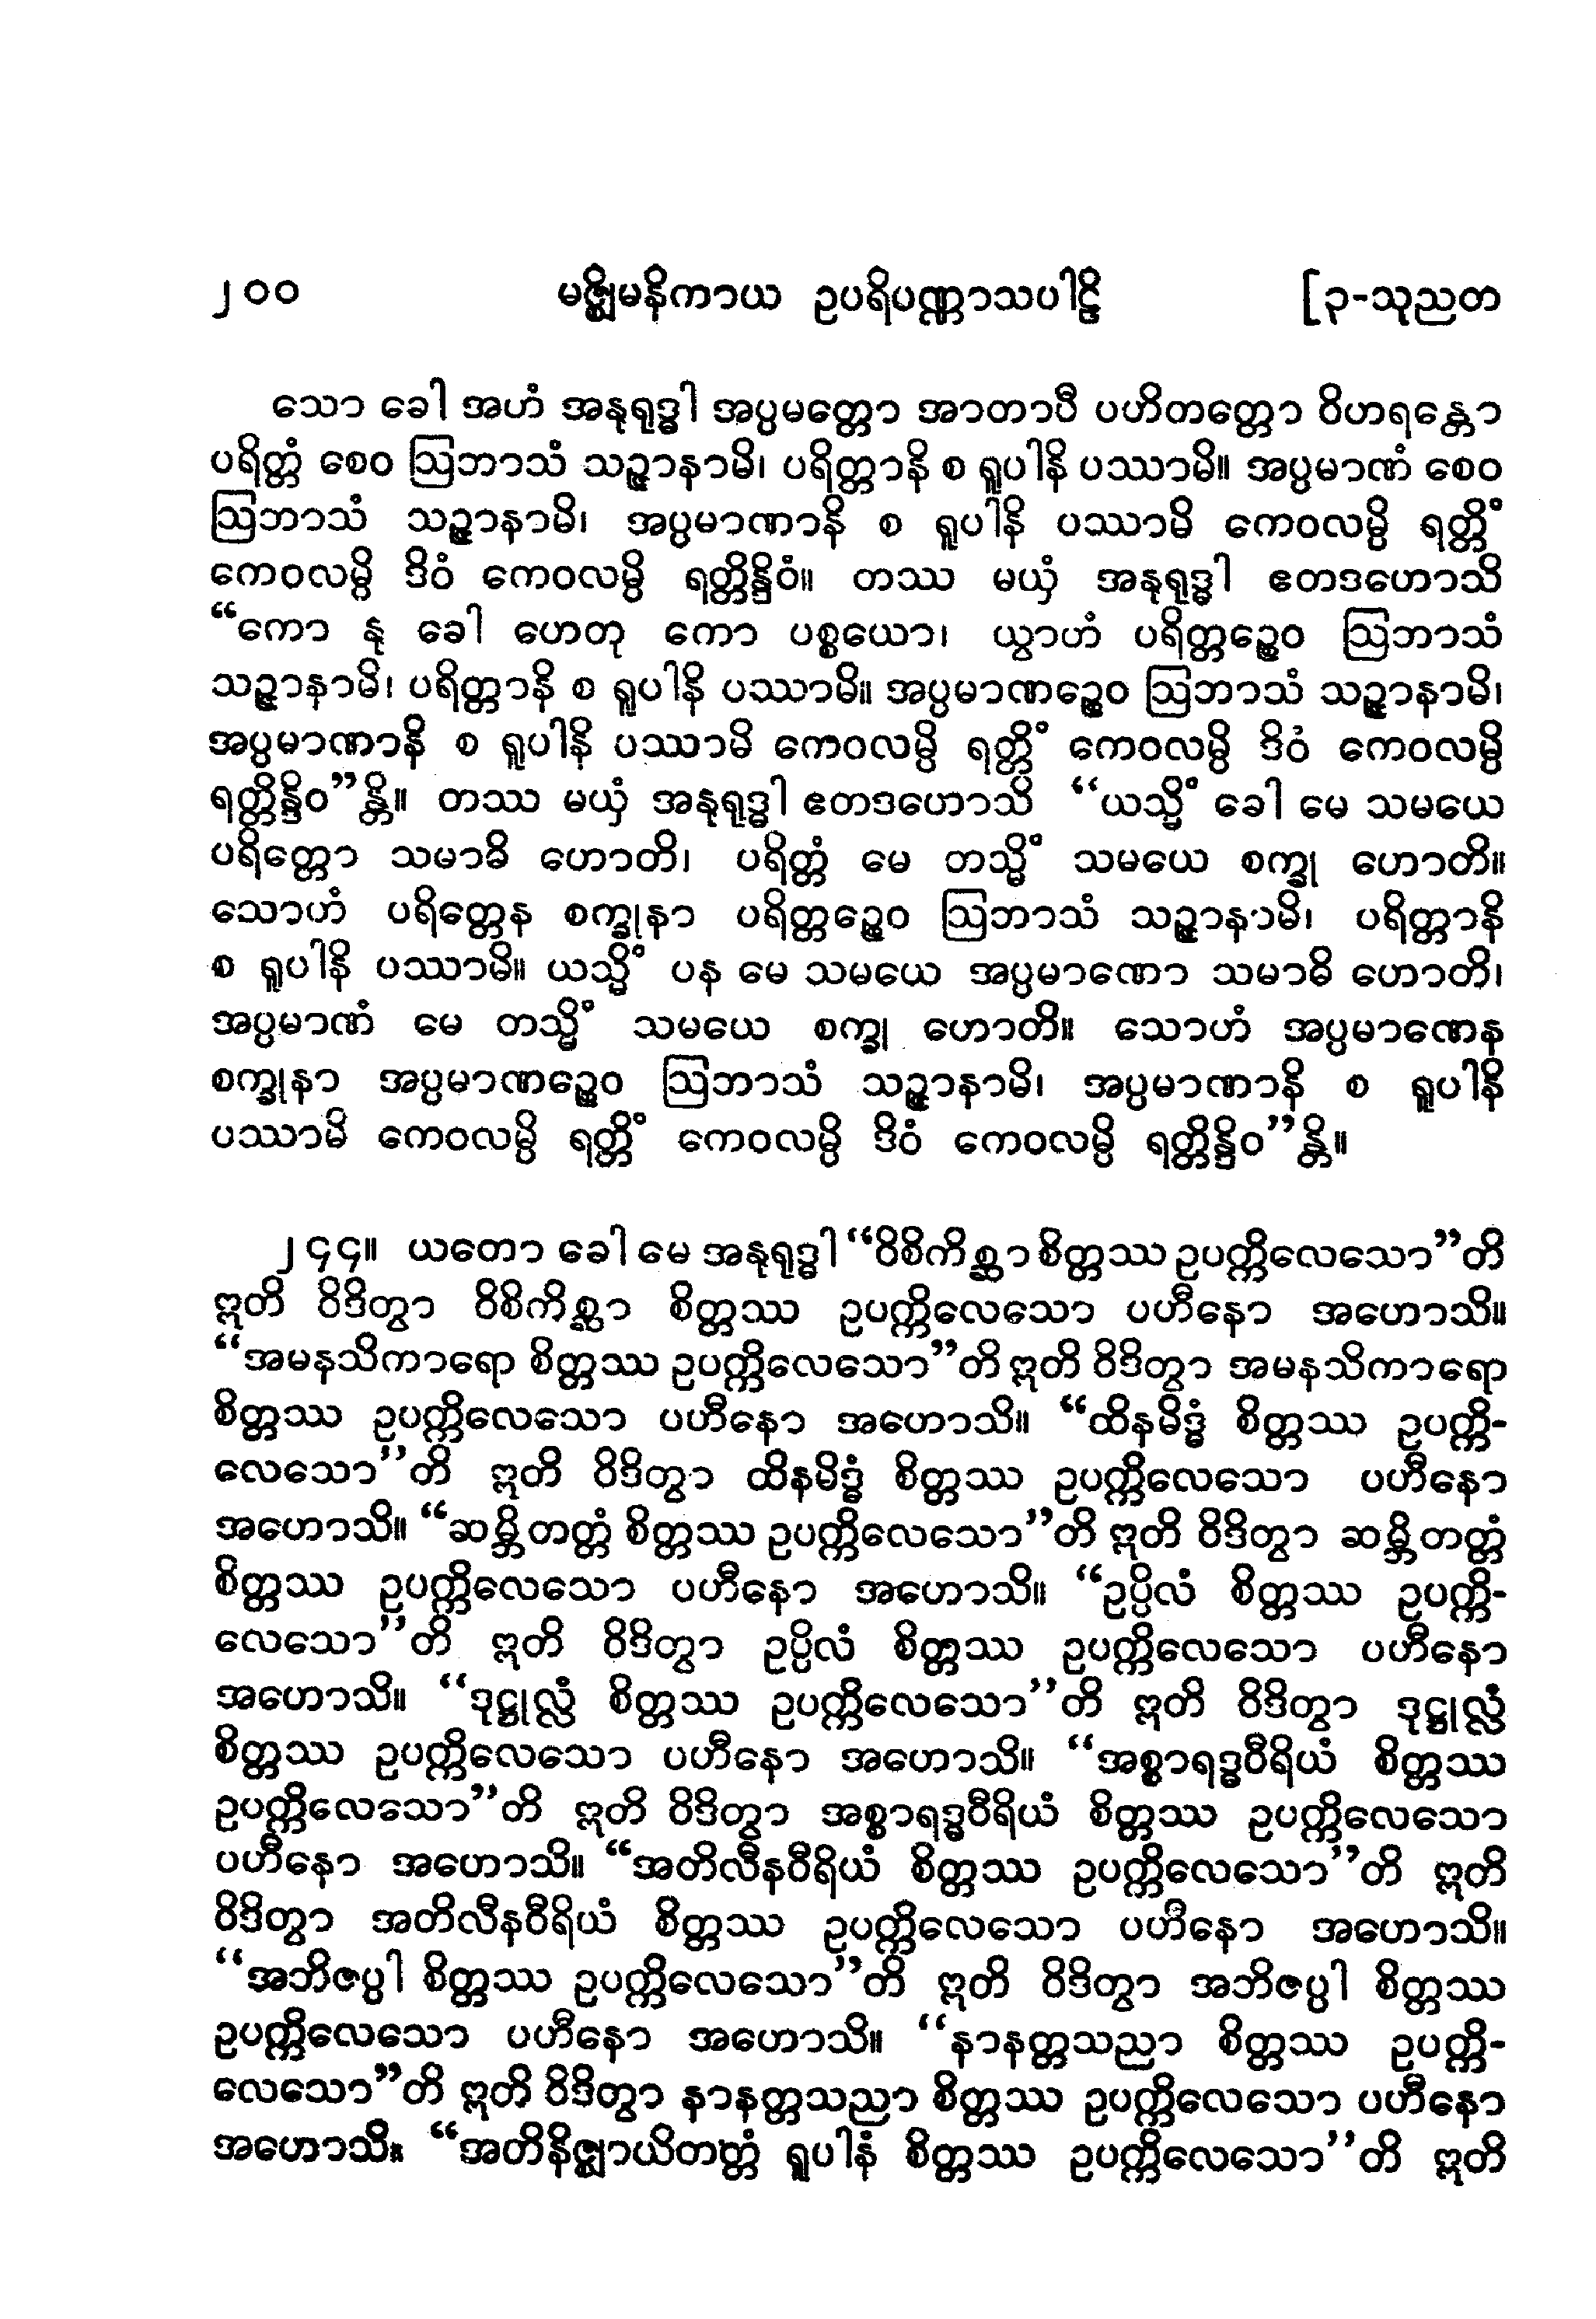 ၂၀၀ မဇ္ဈိမနိကာယ ဥပရိပဏ္ဏာသပါဠိ [၃-သုညတ
သော ခေါ အဟံ အနုရုဒ္ဓါ အပ္ပမတ္တော အာတာပီ ပဟိတတ္တော ဝိဟရန္တော
ပရိတ္တံ စေဝ ဩဘာသံ သဉ္ဇာနာမိ၊ ပရိတ္တာနိ စ ရူပါနိ ပဿာမိ။ အပ္ပမာဏံ စေဝ
ဩဘာသံ သဉ္ဇာနာမိ၊ အပ္ပမာဏာနိ စ ရူပါနိ ပဿာမိ ကေဝလမ္ပိ ရတ္တိံ
ကေဝလမ္ပိ ဒိဝံ ကေဝလမ္ပိ ရတ္တိန္ဒိဝံ။ တဿ မယှံ အနုရုဒ္ဓါ ဧတဒဟောသိ
“ကော နု ခေါ ဟေတု ကော ပစ္စယော၊ ယွာဟံ ပရိတ္တဉ္စေဝ ဩဘာသံ
သဉ္ဇာနာမိ၊ ပရိတ္တာနိ စ ရူပါနိ ပဿာမိ။ အပ္ပမာဏဉ္စေဝ ဩဘာသံ သဉ္ဇာနာမိ၊
အပ္ပမာဏာနိ စ ရူပါနိ ပဿာမိ ကေဝလမ္ပိ ရတ္တိံ ကေဝလမ္ပိ ဒိဝံ ကေဝလမ္ပိ
ရတ္တိန္ဒိဝ”န္တိ။ တဿ မယှံ အနုရုဒ္ဓါ ဧတဒဟောသိ “ယသ္မိံ ခေါ မေ သမယေ
ပရိတ္တော သမာဓိ ဟောတိ၊ ပရိတ္တံ မေ တသ္မိံ သမယေ စက္ခု ဟောတိ။
သောဟံ ပရိတ္တေန စက္ခုနာ ပရိတ္တဉ္စေဝ ဩဘာသံ သဉ္ဇာနာမိ၊ ပရိတ္တာနိ
စ ရူပါနိ ပဿာမိ။ ယသ္မိံ ပန မေ သမယေ အပ္ပမာဏော သမာဓိ ဟောတိ၊
အပ္ပမာဏံ မေ တသ္မိံ သမယေ စက္ခု ဟောတိ။ သောဟံ အပ္ပမာဏေန
စက္ခုနာ အပ္ပမာဏဉ္စေဝ ဩဘာသံ သဉ္ဇာနာမိ၊ အပ္ပမာဏာနိ စ ရူပါနိ
ပဿာမိ ကေဝလမ္ပိ ရတ္တိံ ကေဝလမ္ပိ ဒိဝံ ကေဝလမ္ပိ ရတ္တိန္ဒိဝ”န္တိ။
၂၄၄။ ယတော ခေါ မေ အနုရုဒ္ဓါ “ဝိစိကိစ္ဆာ စိတ္တဿ ဥပက္ကိလေသော”တိ
ဣတိ ဝိဒိတွာ ဝိစိကိစ္ဆာ စိတ္တဿ ဥပက္ကိလေသော ပဟီနော အဟောသိ။
“အမနသိကာရော စိတ္တဿ ဥပက္ကိလေသော”တိ ဣတိ ဝိဒိတွာ အမနသိကာရော
စိတ္တဿ ဥပက္ကိလေသော ပဟီနော အဟောသိ။ “ထိနမိဒ္ဓံ စိတ္တဿ ဥပက္ကိ-
လေသော”တိ ဣတိ ဝိဒိတွာ ထိနမိဒ္ဓံ စိတ္တဿ ဥပက္ကိလေသော ပဟီနော
အဟောသိ။ “ဆမ္ဘိတတ္တံ စိတ္တဿ ဥပက္ကိလေသော”တိ ဣတိ ဝိဒိတွာ ဆမ္ဘိတတ္တံ
စိတ္တဿ ဥပက္ကိလေသော ပဟီနော အဟောသိ။ “ဥပ္ပိလံ စိတ္တဿ ဥပက္ကိ-
လေသော”တိ ဣတိ ဝိဒိတွာ ဥပ္ပိလံ စိတ္တဿ ဥပက္ကိလေသော ပဟီနော
အဟောသိ။ “ဒုဋ္ဌုလ္လံ စိတ္တဿ ဥပက္ကိလေသော”တိ ဣတိ ဝိဒိတွာ ဒုဋ္ဌုလ္လံ
စိတ္တဿ ဥပက္ကိလေသော ပဟီနော အဟောသိ။ “အစ္စာရဒ္ဓဝီရိယံ စိတ္တဿ
ဥပက္ကိလေသော”တိ ဣတိ ဝိဒိတွာ အစ္စာရဒ္ဓဝီရိယံ စိတ္တဿ ဥပက္ကိလေသော
ပဟီနော အဟောသိ။ “အတိလီနဝီရိယံ စိတ္တဿ ဥပက္ကိလေသော”တိ ဣတိ
ဝိဒိတွာ အတိလီနဝီရိယံ စိတ္တဿ ဥပက္ကိလေသော ပဟီနော အဟောသိ။
“အဘိဇပ္ပါ စိတ္တဿ ဥပက္ကိလေသော”တိ ဣတိ ဝိဒိတွာ အဘိဇပ္ပါ စိတ္တဿ
ဥပက္ကိလေသော ပဟီနော အဟောသိ။ “နာနတ္တသညာ စိတ္တဿ ဥပက္ကိ-
လေသော”တိ ဣတိ ဝိဒိတွာ နာနတ္တသညာ စိတ္တဿ ဥပက္ကိလေသော ပဟီနော
အဟောသိ။ “အတိနိဇ္ဈာယိတတ္တံ ရူပါနံ စိတ္တဿ ဥပက္ကိလေသော”တိ ဣတိ